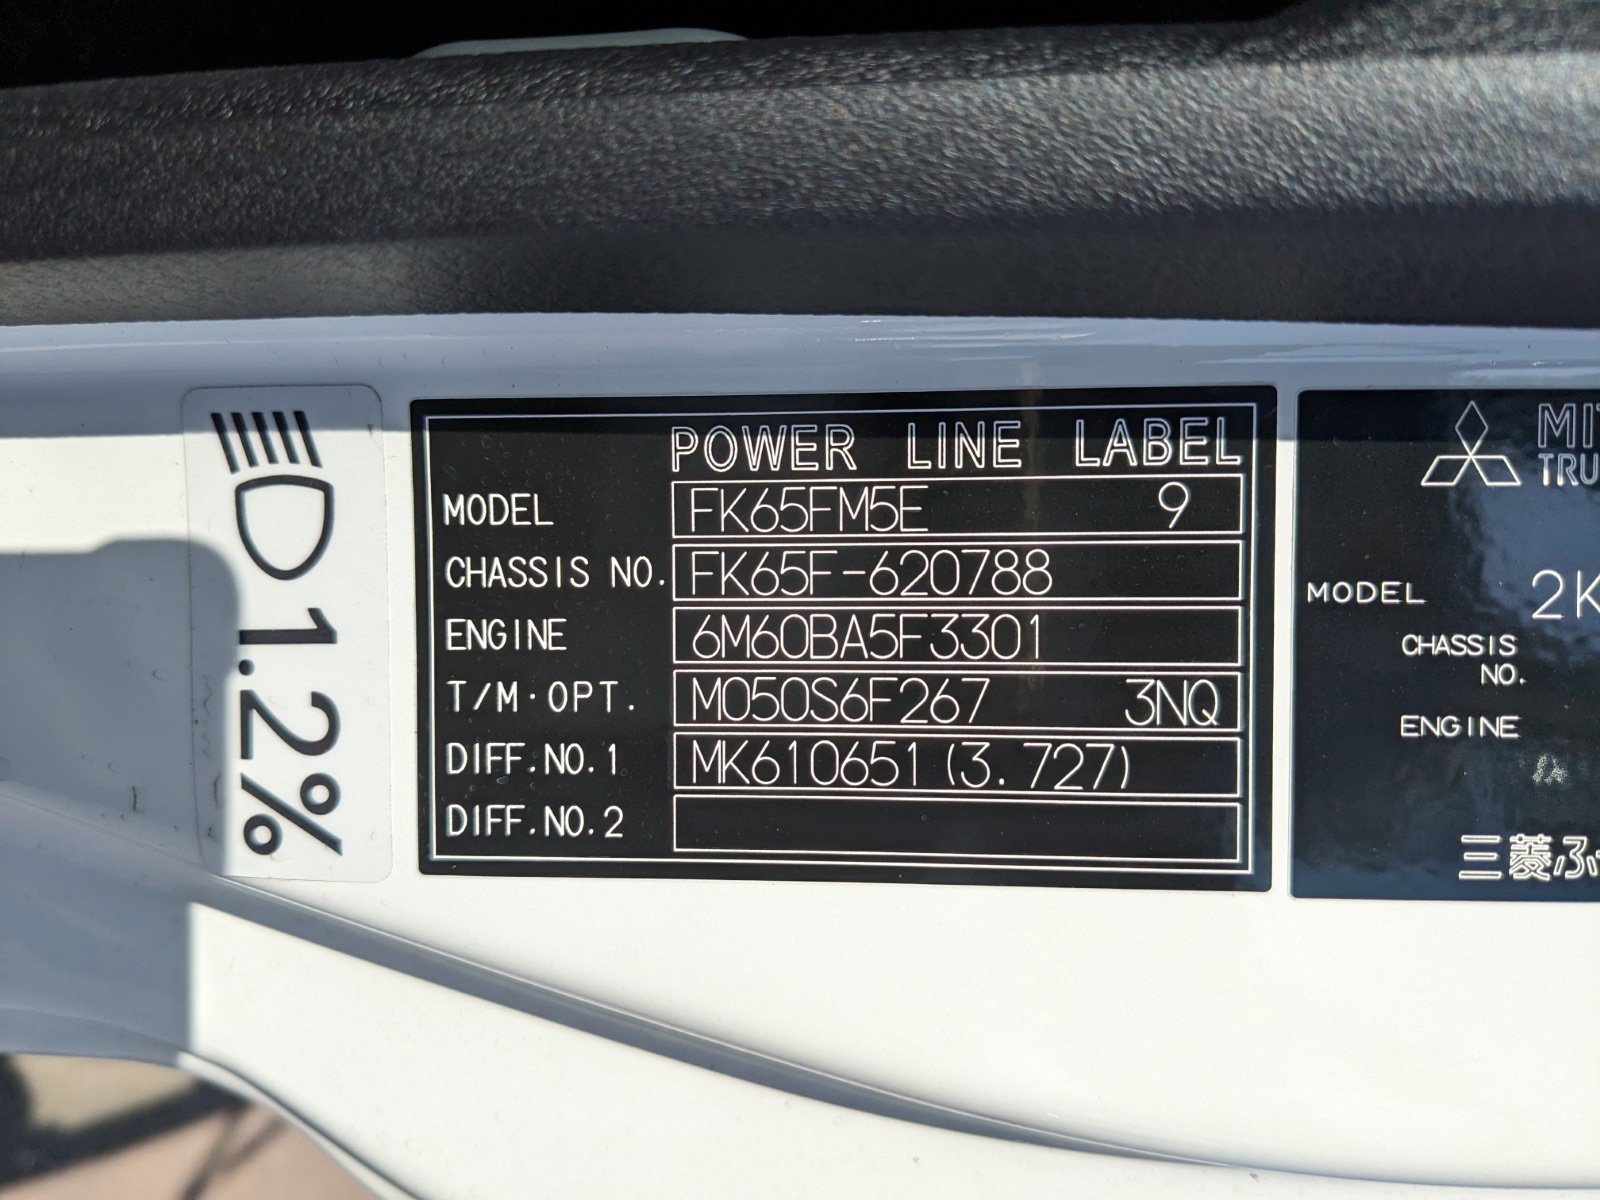 POWER LINE LABEL
MODEL FK65FM5E 9
CHASSIS NO. FK65F-620788
ENGINE 6M60BA5F3301
T/M·OPT. M050S6F267 3NQ
DIFF.NO.1 MK610651(3.727)
DIFF.NO.2
1.2%
MIT
TRU
MODEL 2K
CHASSIS
NO.
ENGINE
三菱ふ